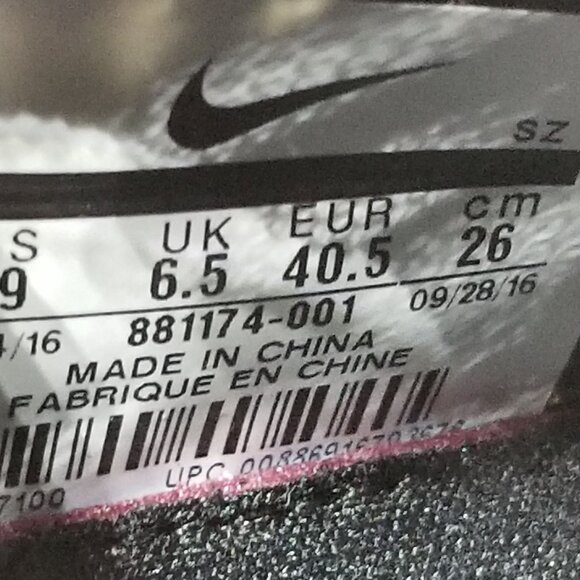 SZ
S UK EUR cm
9 6.5 40.5 26
/16 881174-001 09/28/16
MADE IN CHINA
FABRIQUE EN CHINE
7100 UPC